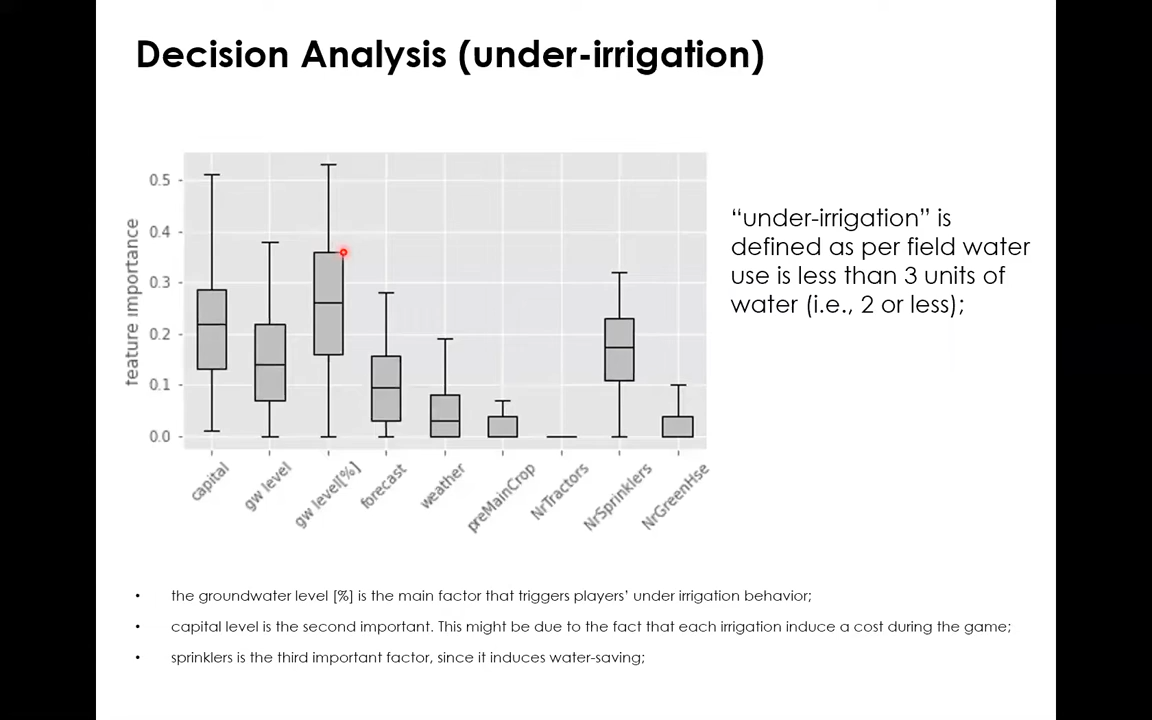 Decision Analysis (under-irrigation)
feature importance
0.5
0.4
0.3
0.2
0.1
0.0
capital
gw level
gw level[%]
forecast
weather
preMainCrop
NrTractors
NrSprinklers
NrGreenHse
“under-irrigation” is
defined as per field water
use is less than 3 units of
water (i.e., 2 or less);
• the groundwater level [%] is the main factor that triggers players’ under irrigation behavior;
• capital level is the second important. This might be due to the fact that each irrigation induce a cost during the game;
• sprinklers is the third important factor, since it induces water-saving;